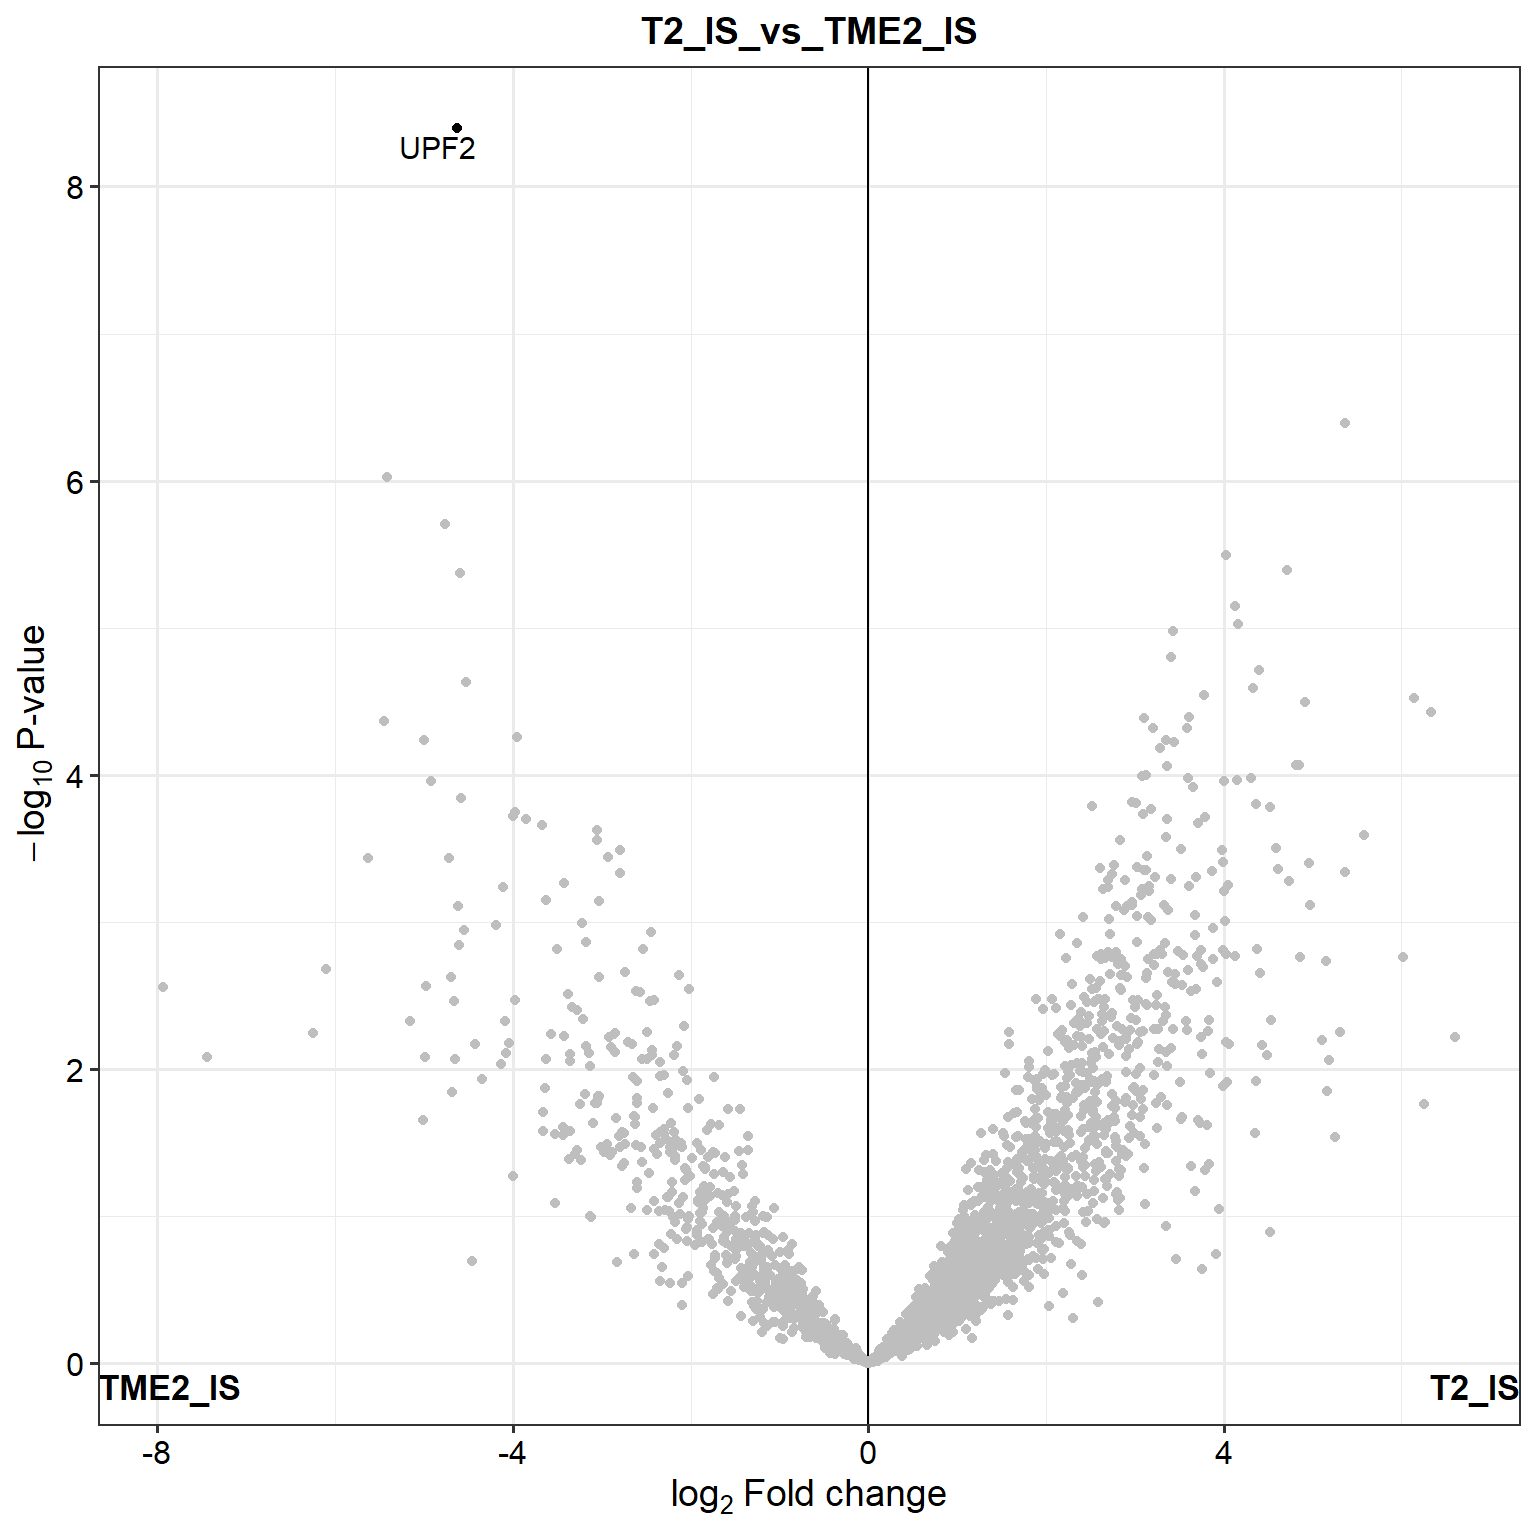 T2_IS_vs_TME2_IS
UPF2
8
6
4
2
0
−log10 P-value
TME2_IS
T2_IS
-8
-4
0
4
log2 Fold change